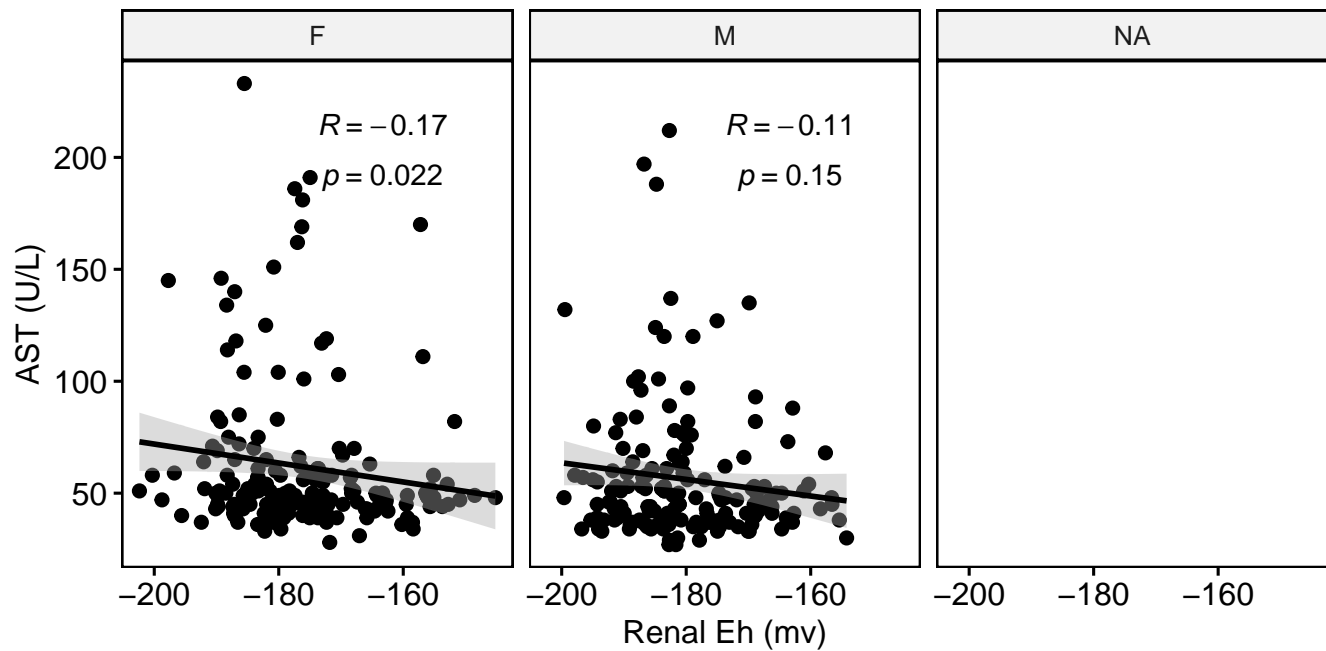 F
M
NA
R = −0.17
p = 0.022
R = −0.11
p = 0.15
AST (U/L)
200
150
100
50
−200 −180 −160
−200 −180 −160
−200 −180 −160
Renal Eh (mv)